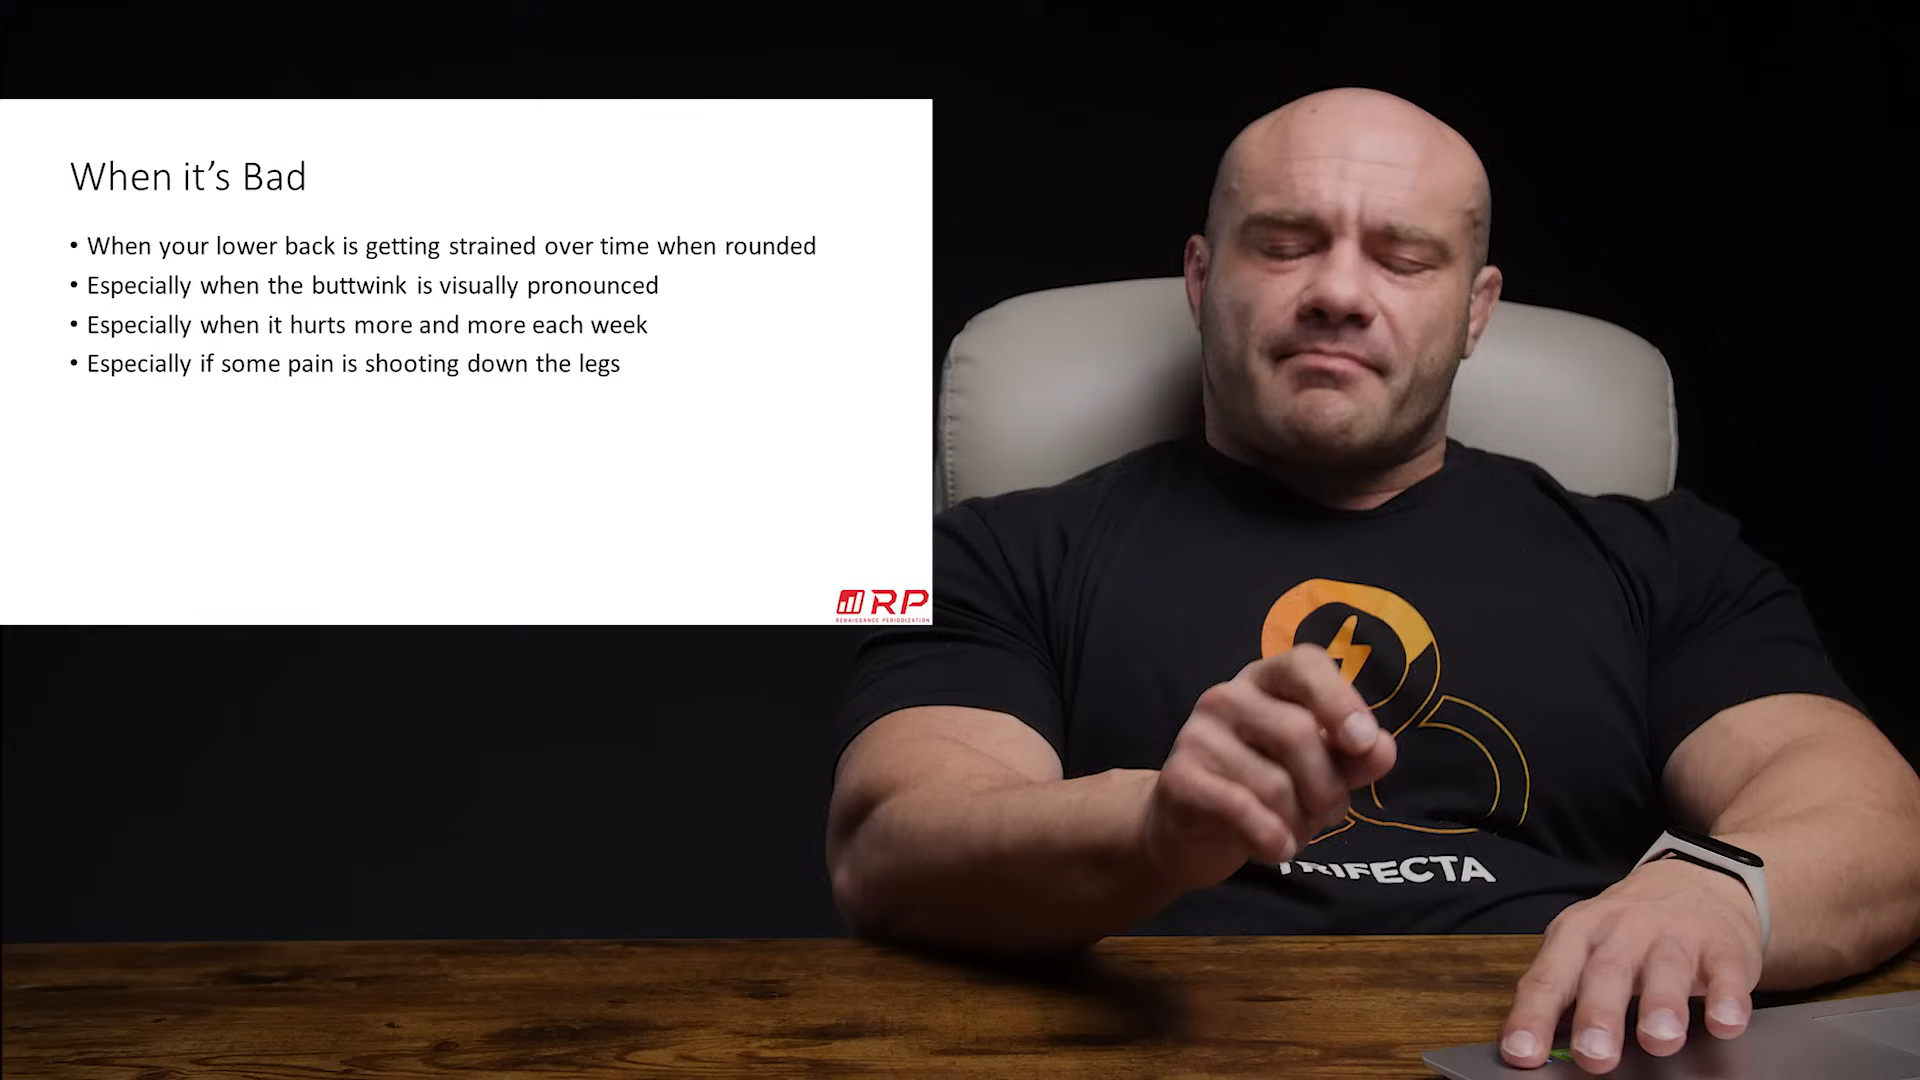 When it's Bad
• When your lower back is getting strained over time when rounded
• Especially when the buttwink is visually pronounced
• Especially when it hurts more and more each week
• Especially if some pain is shooting down the legs
RP
RENAISSANCE PERIODIZATION
TRIFECTA